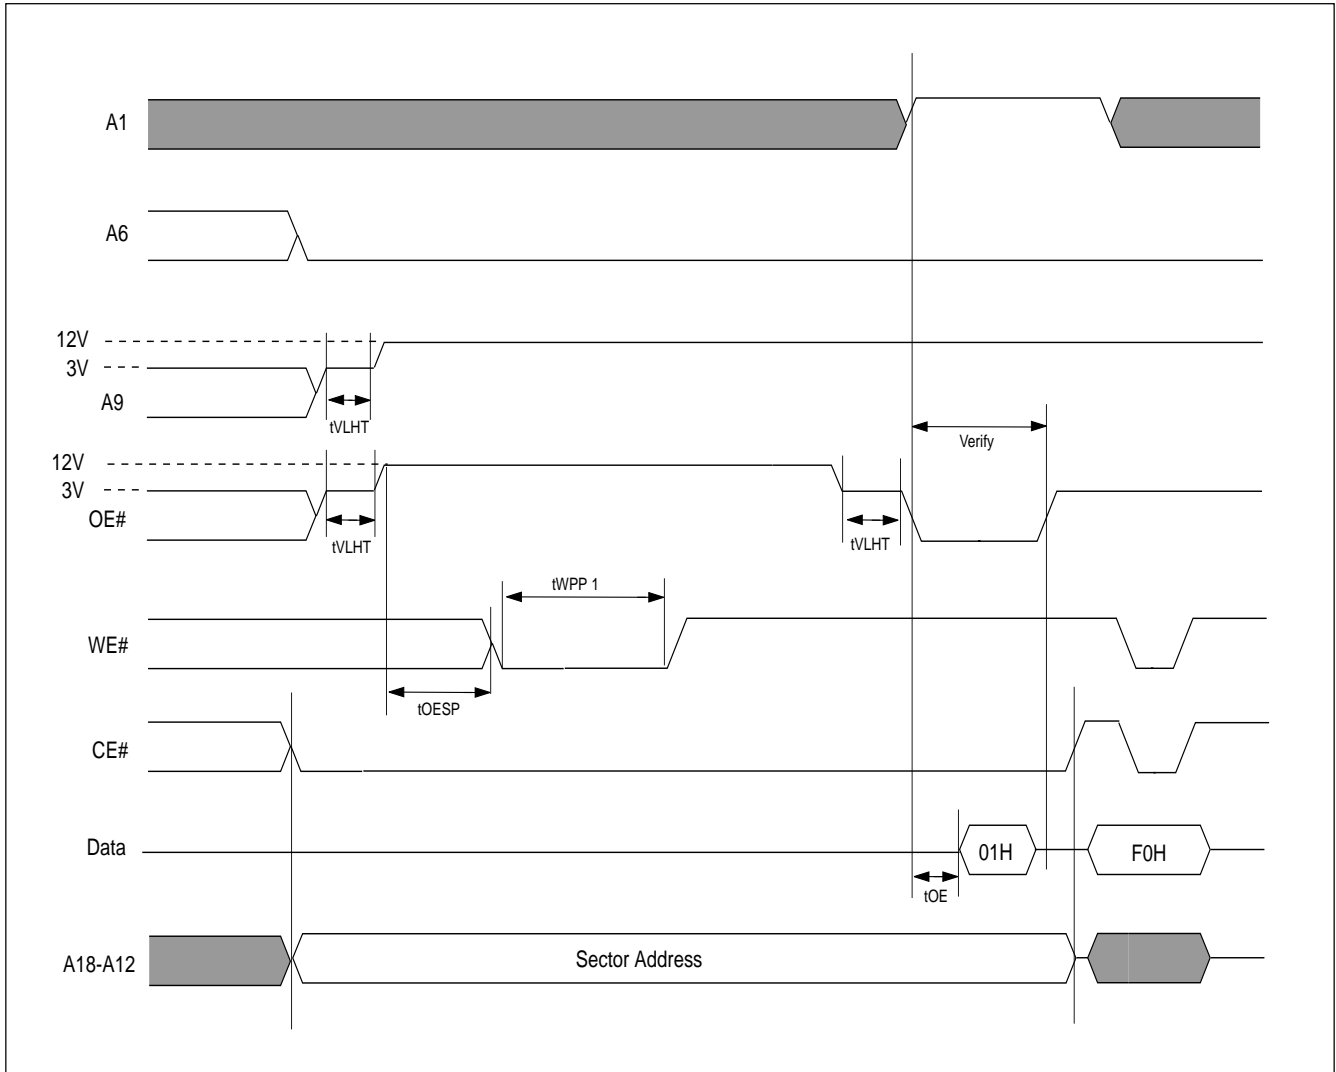 A1
A6
12V
3V
A9
tVLHT
Verify
12V
3V
OE#
tVLHT
tVLHT
tWPP 1
WE#
tOESP
CE#
Data
01H
F0H
tOE
A18-A12
Sector Address